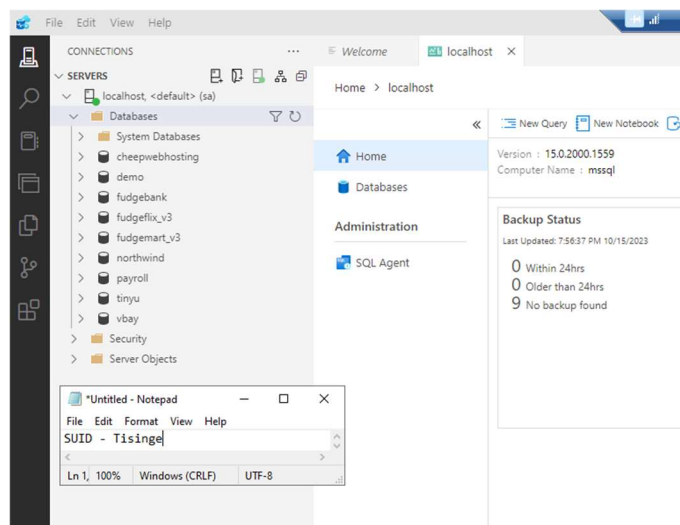 File Edit View Help
CONNECTIONS
SERVERS
localhost, <default> (sa)
Databases
System Databases
cheepwebhosting
demo
fudgebank
fudgeflix_v3
fudgemart_v3
northwind
payroll
tinyu
vbay
Security
Server Objects
Welcome
localhost
Home > localhost
Home
Databases
Administration
SQL Agent
New Query New Notebook
Version : 15.0.2000.1559
Computer Name : mssql
Backup Status
Last Updated: 7:56:37 PM 10/15/2023
0 Within 24hrs
0 Older than 24hrs
9 No backup found
*Untitled - Notepad
File Edit Format View Help
SUID - Tisinge
Ln 1, 100% Windows (CRLF) UTF-8